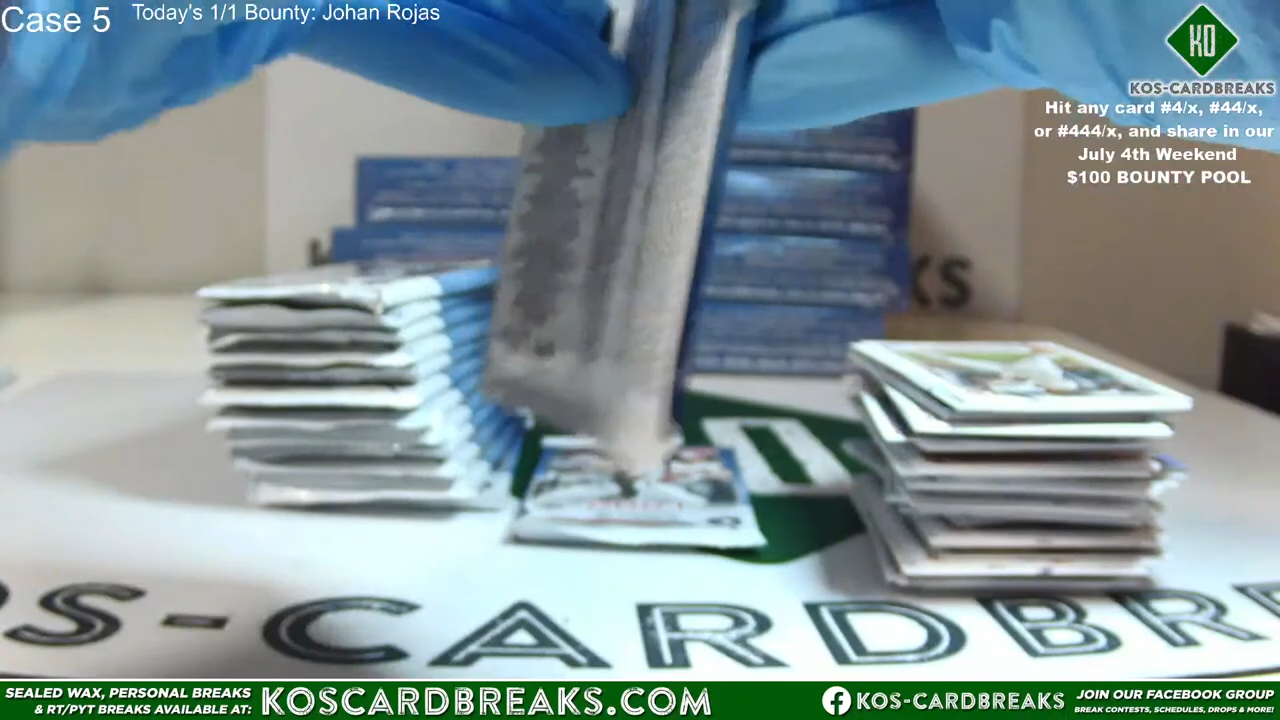 Case 5
Today's 1/1 Bounty: Johan Rojas
KO
KOS-CARDBREAKS
Hit any card #4/x, #44/x,
or #444/x, and share in our
July 4th Weekend
$100 BOUNTY POOL
KS
S-CARDBR
SEALED WAX, PERSONAL BREAKS
& RT/PYT BREAKS AVAILABLE AT:
KOSCARDBREAKS.COM
KOS-CARDBREAKS
JOIN OUR FACEBOOK GROUP
BREAK CONTESTS, SCHEDULES, DROPS & MORE!